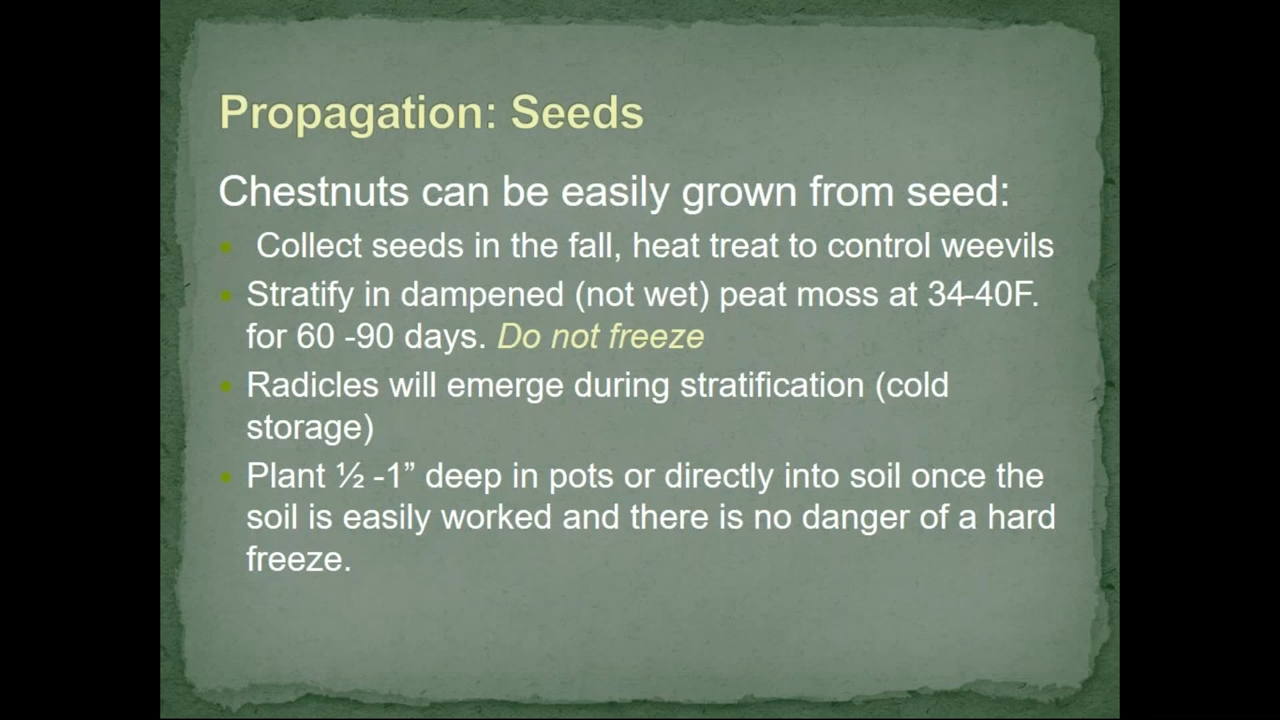 Propagation: Seeds
Chestnuts can be easily grown from seed:
Collect seeds in the fall, heat treat to control weevils
Stratify in dampened (not wet) peat moss at 34-40F.
for 60 -90 days. Do not freeze
Radicles will emerge during stratification (cold
storage)
Plant ½ -1” deep in pots or directly into soil once the
soil is easily worked and there is no danger of a hard
freeze.